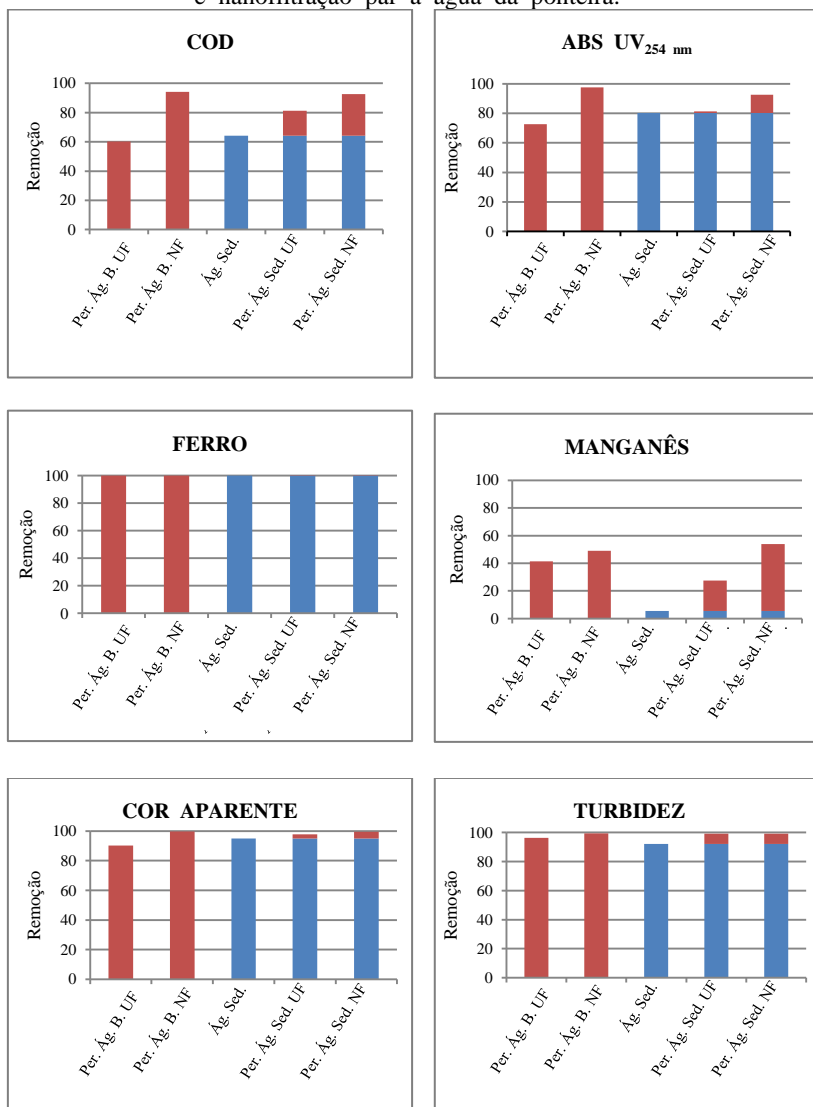 e nanofiltração par a água da ponteira.
COD
Remoção
100
80
60
40
20
0
Per. Ág. B. UF
Per. Ág. B. NF
Ág. Sed.
Per. Ág. Sed. UF
Per. Ág. Sed. NF
ABS UV254 nm
Remoção
100
80
60
40
20
0
Per. Ág. B. UF
Per. Ág. B. NF
Ág. Sed.
Per. Ág. Sed. UF
Per. Ág. Sed. NF
FERRO
Remoção
100
80
60
40
20
0
Per. Ág. B. UF
Per. Ág. B. NF
Ág. Sed.
Per. Ág. Sed. UF
Per. Ág. Sed. NF
MANGANÊS
Remoção
100
80
60
40
20
0
Per. Ág. B. UF
Per. Ág. B. NF
Ág. Sed.
Per. Ág. Sed. UF
Per. Ág. Sed. NF
COR APARENTE
Remoção
100
80
60
40
20
0
Per. Ág. B. UF
Per. Ág. B. NF
Ág. Sed.
Per. Ág. Sed. UF
Per. Ág. Sed. NF
TURBIDEZ
Remoção
100
80
60
40
20
0
Per. Ág. B. UF
Per. Ág. B. NF
Ág. Sed.
Per. Ág. Sed. UF
Per. Ág. Sed. NF